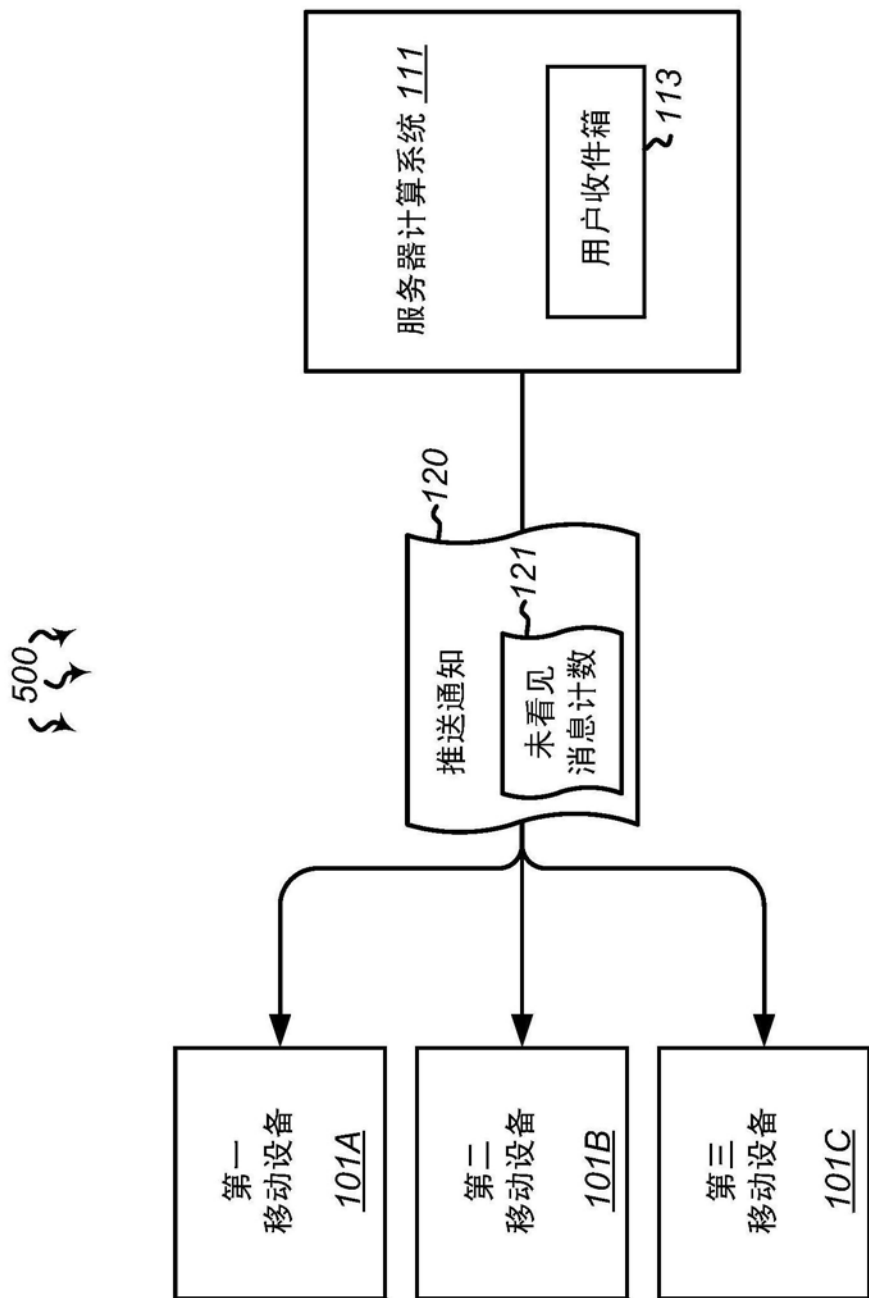 500
第一
移动设备
101A
第二
移动设备
101B
第三
移动设备
101C
120
推送通知
121
未看见
消息计数
服务器计算系统 111
用户收件箱
113